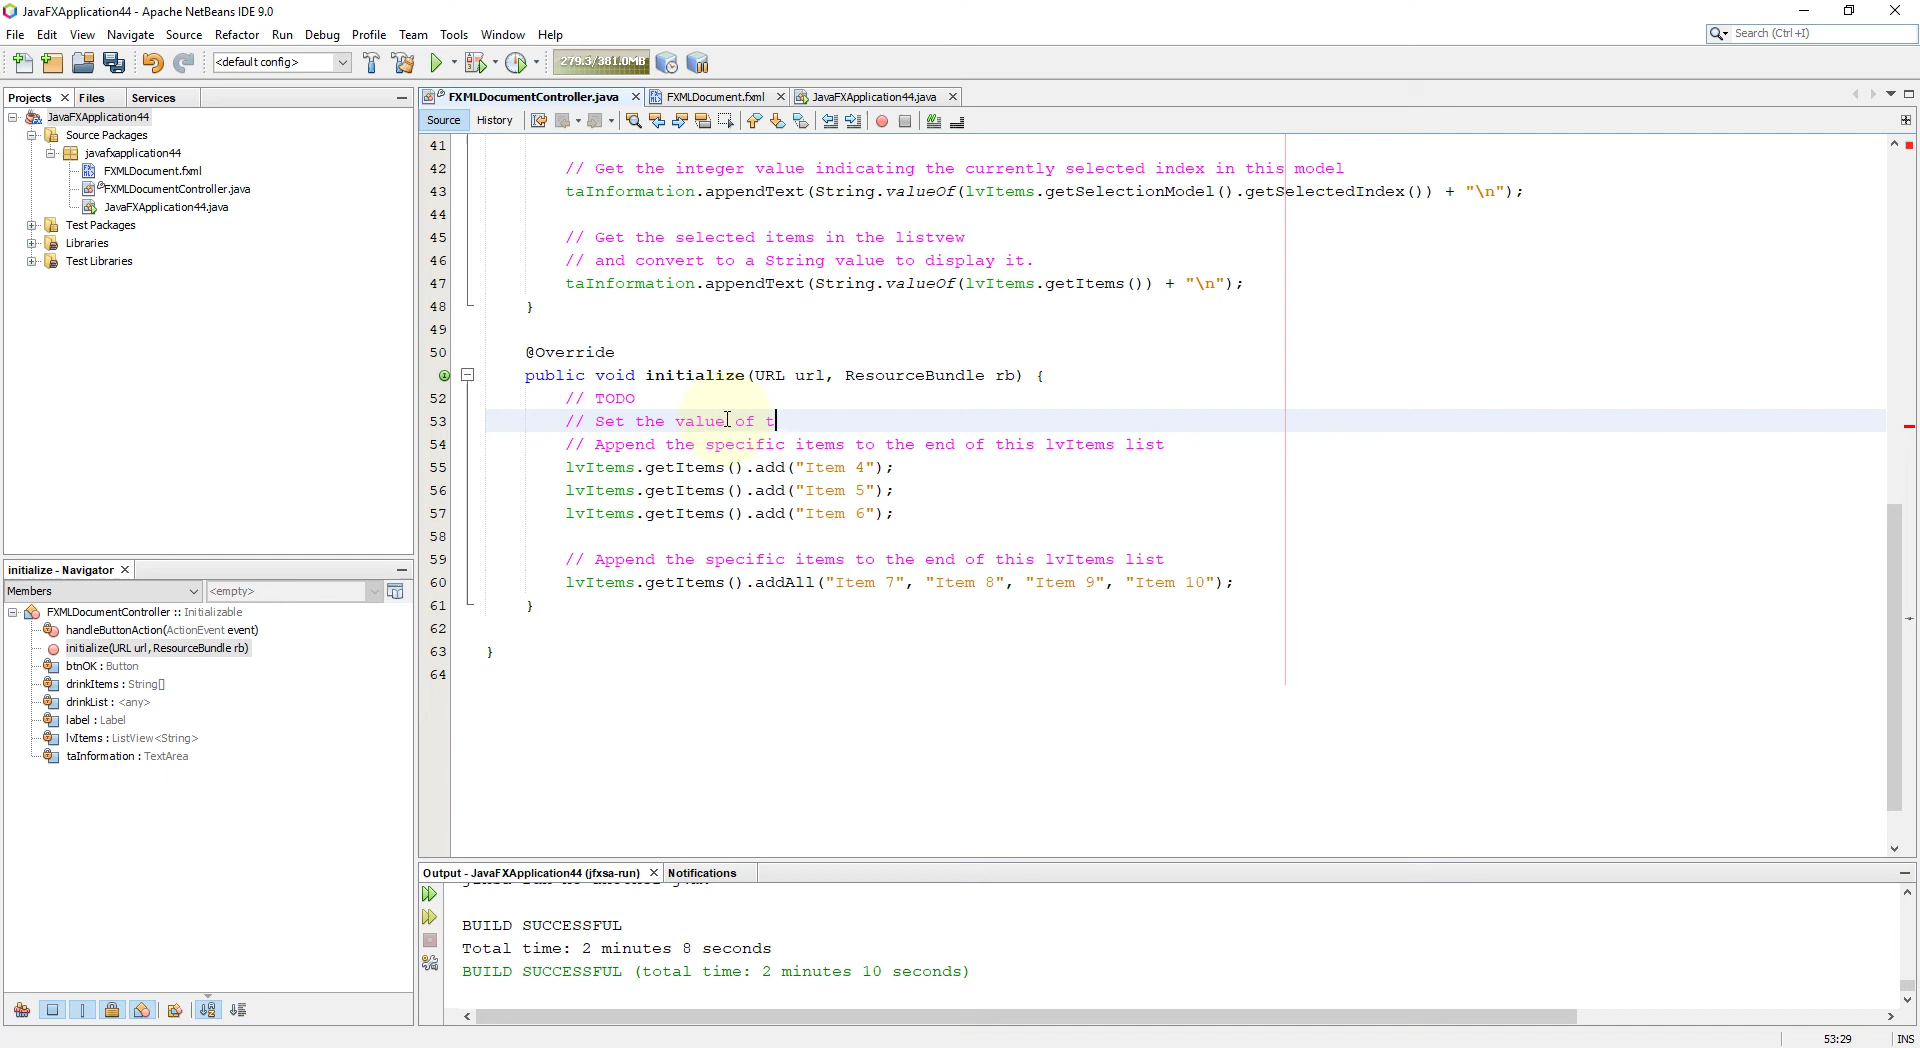 JavaFXApplication44 - Apache NetBeans IDE 9.0
File Edit View Navigate Source Refactor Run Debug Profile Team Tools Window Help
Search (Ctrl+I)
<default config>
279.3/381.0MB
Projects Files Services
JavaFXApplication44
Source Packages
javafxapplication44
FXMLDocument.fxml
FXMLDocumentController.java
JavaFXApplication44.java
Test Packages
Libraries
Test Libraries
initialize - Navigator
Members <empty>
FXMLDocumentController :: Initializable
handleButtonAction(ActionEvent event)
initialize(URL url, ResourceBundle rb)
btnOK : Button
drinkItems : String[]
drinkList : <any>
label : Label
lvItems : ListView<String>
taInformation : TextArea
FXMLDocumentController.java FXMLDocument.fxml JavaFXApplication44.java
Source History
41
42 // Get the integer value indicating the currently selected index in this model
43 taInformation.appendText(String.valueOf(lvItems.getSelectionModel().getSelectedIndex()) + "\n");
44
45 // Get the selected items in the listvew
46 // and convert to a String value to display it.
47 taInformation.appendText(String.valueOf(lvItems.getItems()) + "\n");
48 }
49
50 @Override
public void initialize(URL url, ResourceBundle rb) {
52 // TODO
53 // Set the value of t
54 // Append the specific items to the end of this lvItems list
55 lvItems.getItems().add("Item 4");
56 lvItems.getItems().add("Item 5");
57 lvItems.getItems().add("Item 6");
58
59 // Append the specific items to the end of this lvItems list
60 lvItems.getItems().addAll("Item 7", "Item 8", "Item 9", "Item 10");
61 }
62
63 }
64
Output - JavaFXApplication44 (jfxsa-run) Notifications
BUILD SUCCESSFUL
Total time: 2 minutes 8 seconds
BUILD SUCCESSFUL (total time: 2 minutes 10 seconds)
53:29 INS